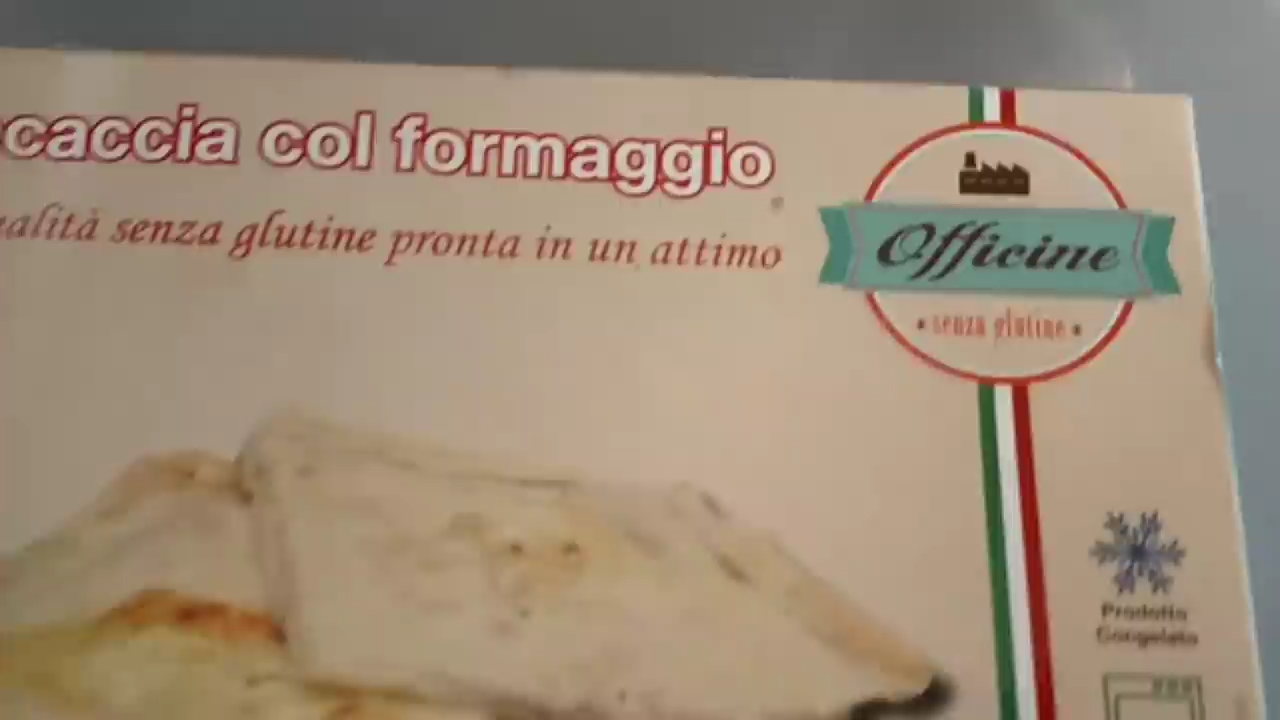 caccia col formaggio
alità senza glutine pronta in un attimo
Officine
• senza glutine •
Prodotto
Congelato